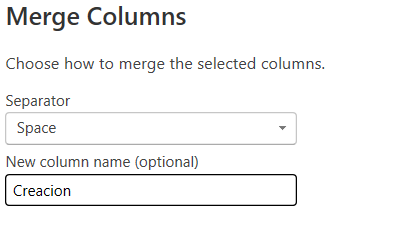 Merge Columns
Choose how to merge the selected columns.
Separator
Space
New column name (optional)
Creacion